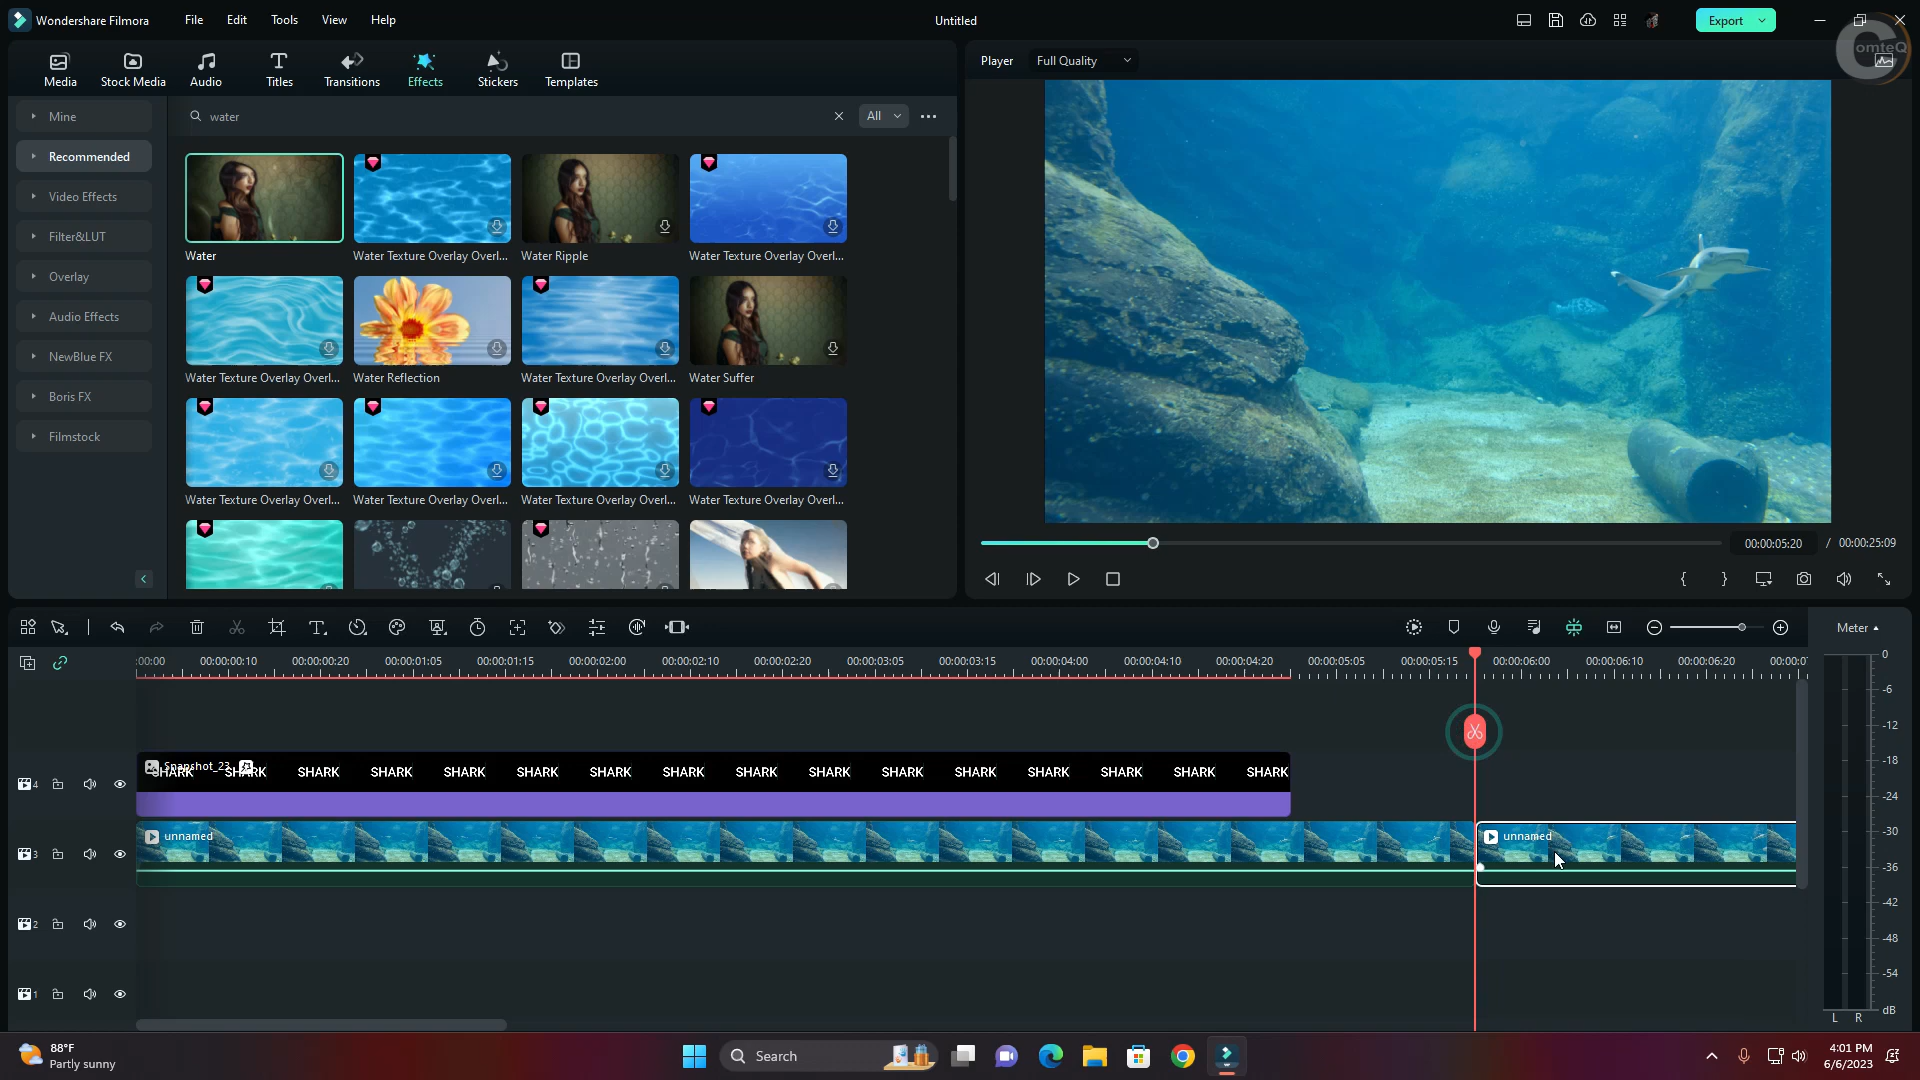 Wondershare Filmora
File
Edit
Tools
View
Help
Untitled
Export
omteQ
Media
Stock Media
Audio
Titles
Transitions
Effects
Stickers
Templates
Player
Full Quality
Mine
Recommended
Video Effects
Filter&LUT
Overlay
Audio Effects
NewBlue FX
Boris FX
Filmstock
water
All
Water
Water Texture Overlay Overl...
Water Ripple
Water Texture Overlay Overl...
Water Texture Overlay Overl...
Water Reflection
Water Texture Overlay Overl...
Water Suffer
Water Texture Overlay Overl...
Water Texture Overlay Overl...
Water Texture Overlay Overl...
Water Texture Overlay Overl...
00:00:05:20 / 00:00:25:09
Meter
:00:00 00:00:00:10 00:00:00:20 00:00:01:05 00:00:01:15 00:00:02:00 00:00:02:10 00:00:02:20 00:00:03:05 00:00:03:15 00:00:04:00 00:00:04:10 00:00:04:20 00:00:05:05 00:00:05:15 00:00:06:00 00:00:06:10 00:00:06:20 00:00:0
Snapshot_23
SHARK SHARK SHARK SHARK SHARK SHARK SHARK SHARK SHARK SHARK SHARK SHARK SHARK SHARK SHARK SHARK
4
unnamed
unnamed
3
2
1
0
-6
-12
-18
-24
-30
-36
-42
-48
-54
dB
L R
88°F
Partly sunny
Search
4:01 PM
6/6/2023